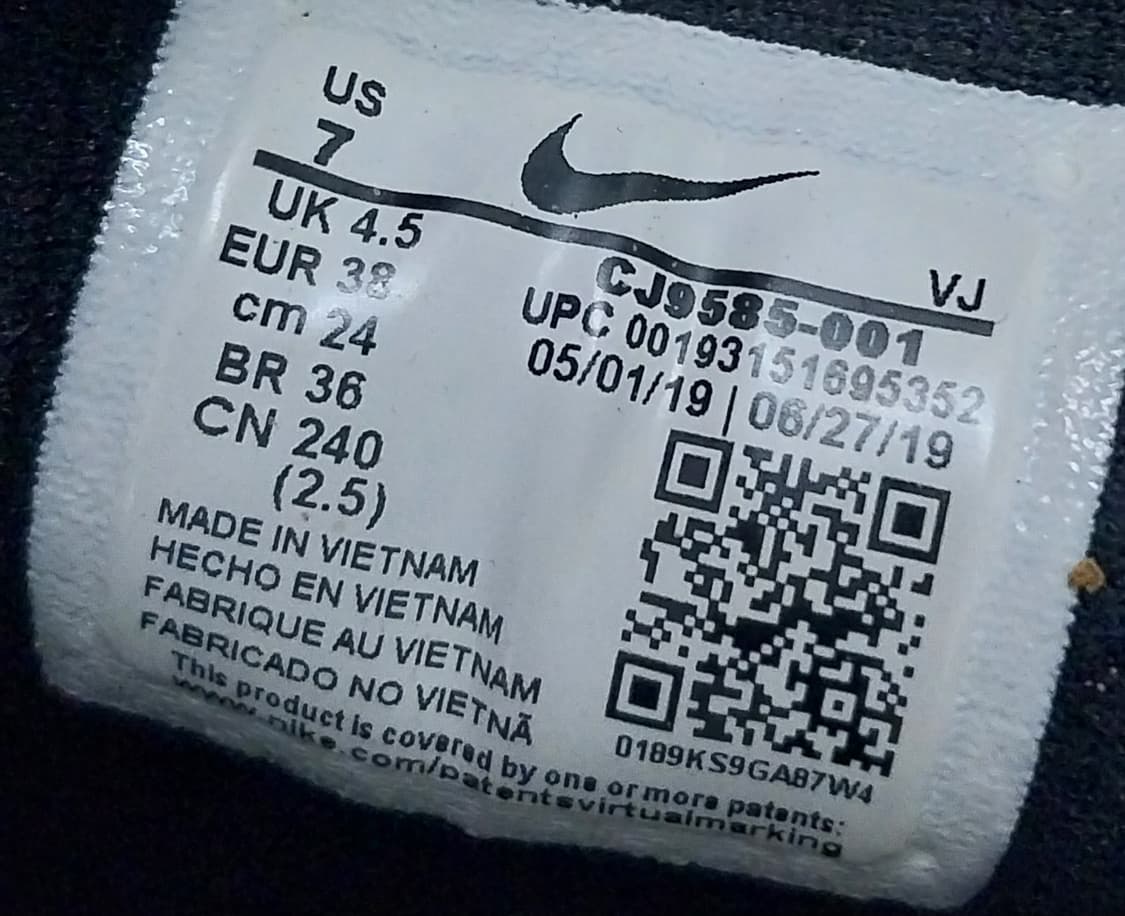 US
7
UK 4.5
EUR 38
cm 24
BR 36
CN 240
(2.5)
MADE IN VIETNAM
HECHO EN VIETNAM
FABRIQUE AU VIETNAM
FABRICADO NO VIETNÃ
This product is covered by one or more patents:
www.nike.com/patentsvirtualmarking
VJ
CJ9585-001
UPC 00193151695352
05/01/19 | 06/27/19
0189KS9GA87W4